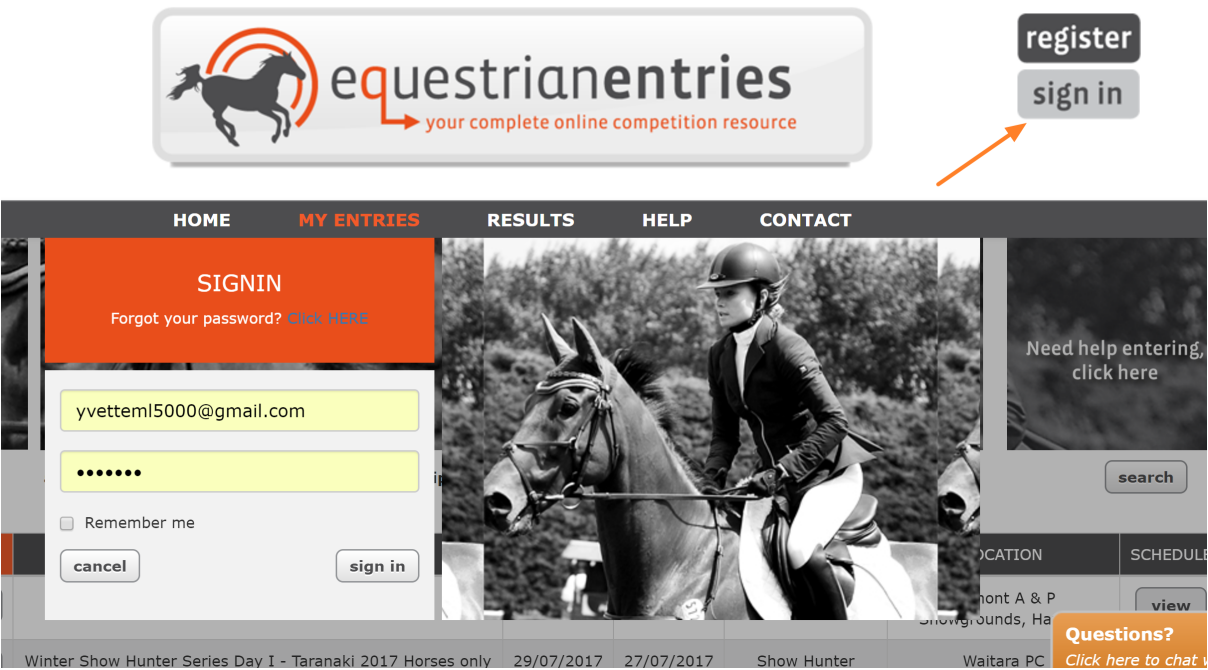 equestrianentries
your complete online competition resource
register
sign in
HOME MY ENTRIES RESULTS HELP CONTACT
SIGNIN
Forgot your password? Click HERE
yvetteml5000@gmail.com
•••••••
Remember me
cancel sign in
Need help entering,
click here
search
SCHEDULE
view
Winter Show Hunter Series Day I - Taranaki 2017 Horses only 29/07/2017 27/07/2017 Show Hunter Waitara PC
Questions?
Click here to chat